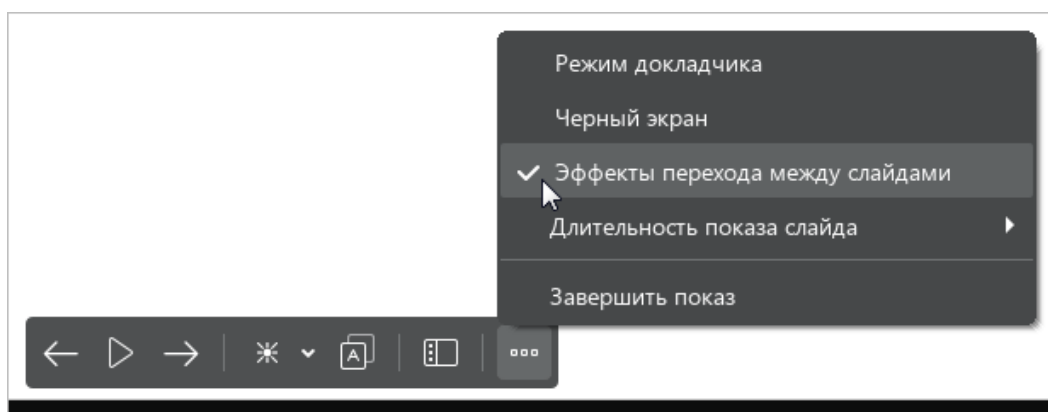 Режим докладчика
Черный экран
Эффекты перехода между слайдами
Длительность показа слайда
Завершить показ
A